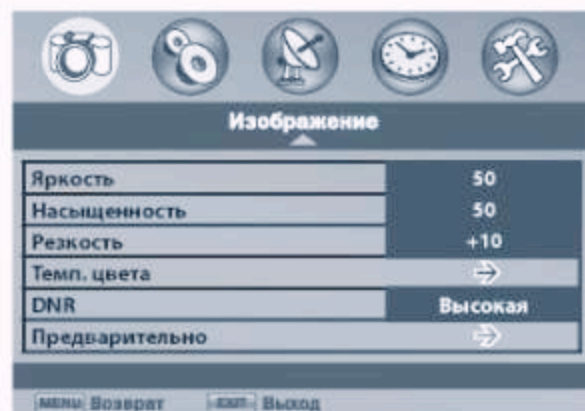 Изображение
Яркость 50
Насыщенность 50
Резкость +10
Темп. цвета
DNR Высокая
Предварительно
MENU Возврат EXIT Выход